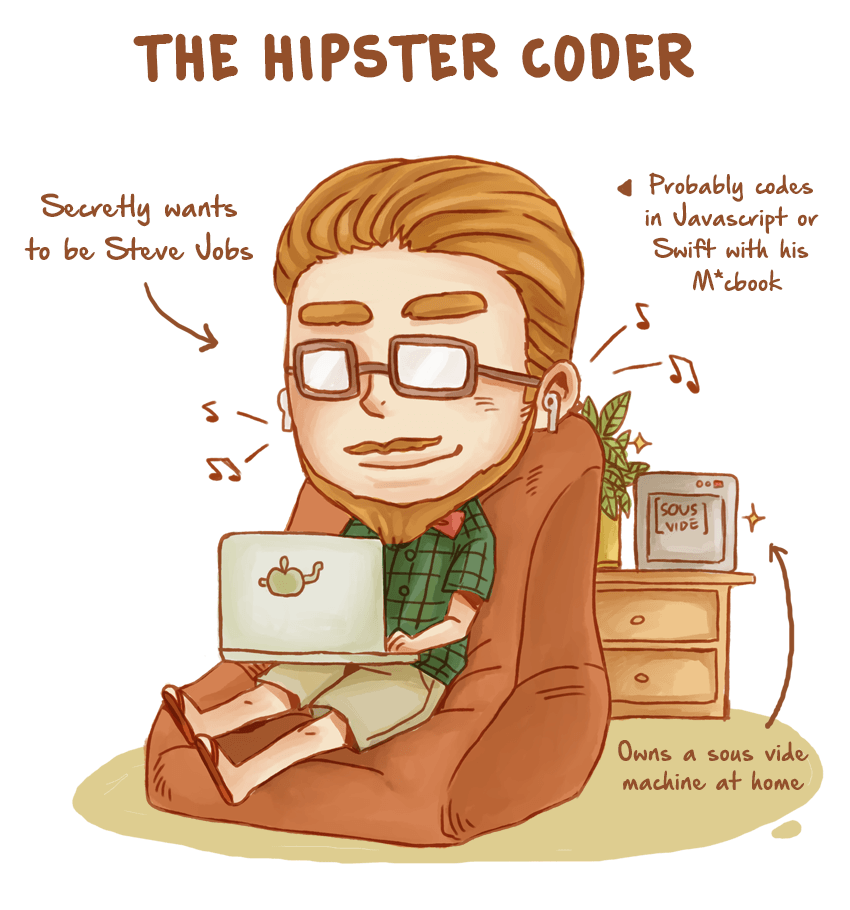 THE HIPSTER CODER
Secretly wants
to be Steve Jobs
Probably codes
in Javascript or
Swift with his
M*cbook
[SOUS
VIDÉ]
Owns a sous vide
machine at home